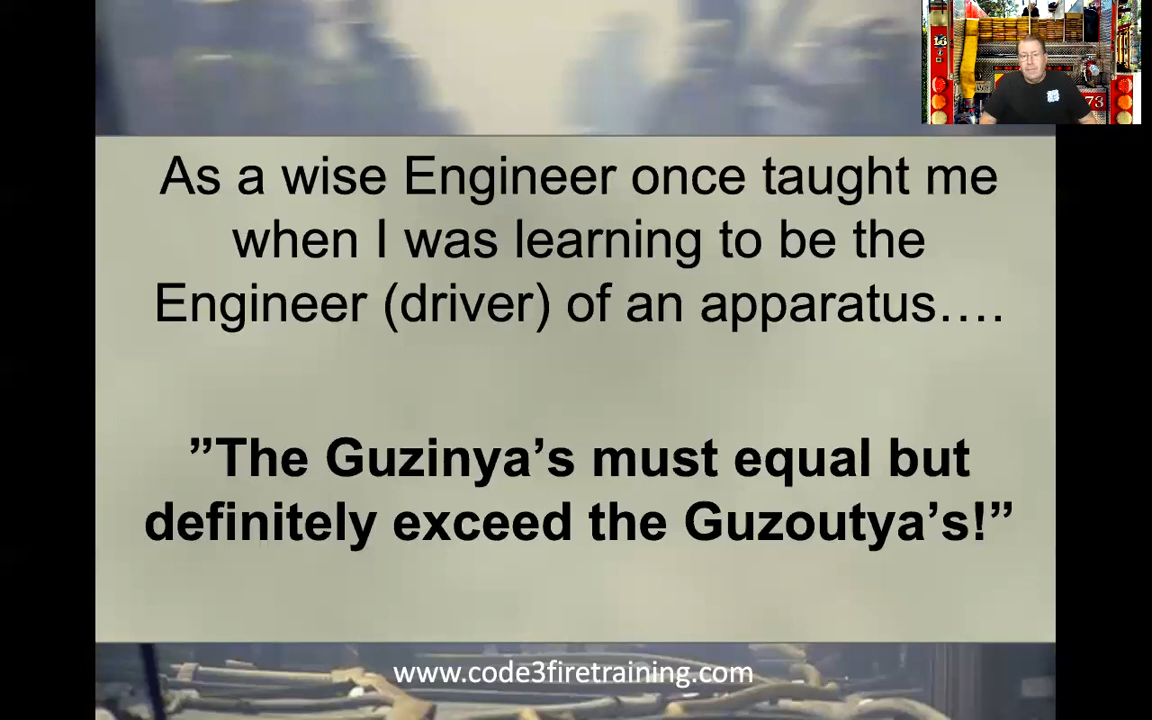 As a wise Engineer once taught me
when I was learning to be the
Engineer (driver) of an apparatus….
”The Guzinya’s must equal but
definitely exceed the Guzoutya’s!”
www.code3firetraining.com
73